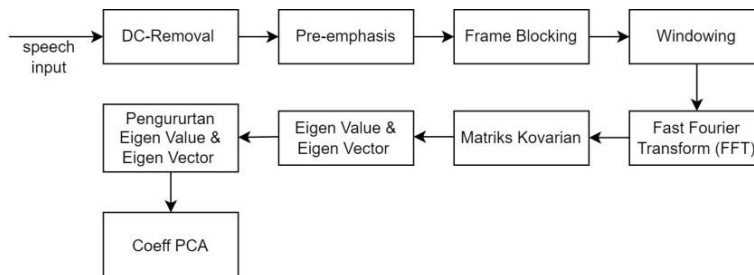 speech
input
DC-Removal
Pre-emphasis
Frame Blocking
Windowing
Fast Fourier
Transform (FFT)
Matriks Kovarian
Eigen Value &
Eigen Vector
Pengururtan
Eigen Value &
Eigen Vector
Coeff PCA